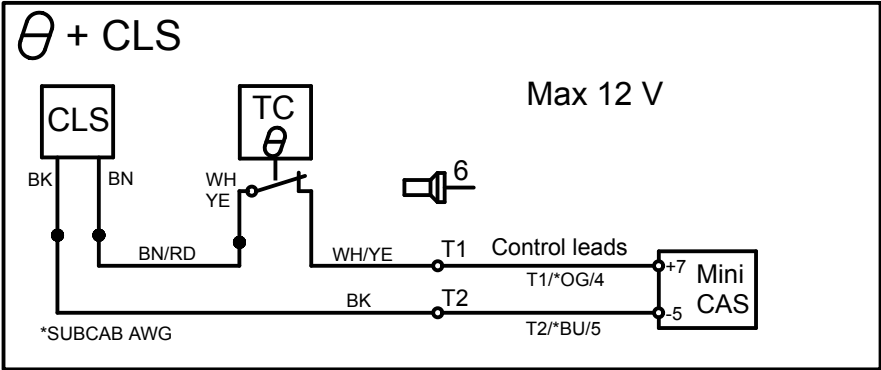 θ + CLS
Max 12 V
CLS
TC
θ
BK
BN
WH
YE
6
BN/RD
WH/YE
T1
Control leads
T1/*OG/4
+7
Mini
CAS
BK
T2
T2/*BU/5
-5
*SUBCAB AWG